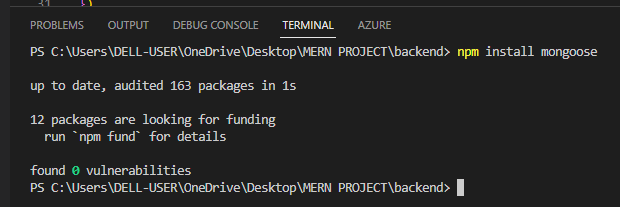 31 })
PROBLEMS OUTPUT DEBUG CONSOLE TERMINAL AZURE
PS C:\Users\DELL-USER\OneDrive\Desktop\MERN PROJECT\backend> npm install mongoose
up to date, audited 163 packages in 1s
12 packages are looking for funding
  run `npm fund` for details
found 0 vulnerabilities
PS C:\Users\DELL-USER\OneDrive\Desktop\MERN PROJECT\backend>